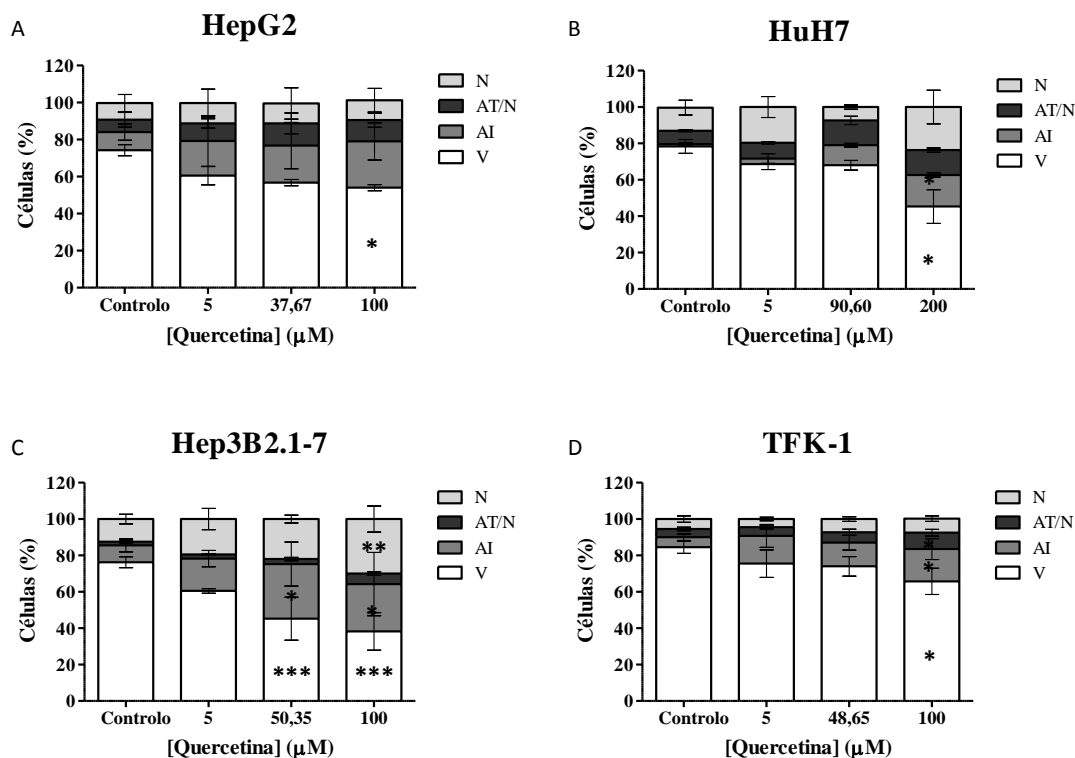 A
HepG2
120
100
80
60
40
20
0
Células (%)
Controlo 5 37,67 100
[Quercetina] (μM)
N
AT/N
AI
V
*
B
HuH7
120
100
80
60
40
20
0
Células (%)
Controlo 5 90,60 200
[Quercetina] (μM)
N
AT/N
AI
V
*
*
C
Hep3B2.1-7
120
100
80
60
40
20
0
Células (%)
Controlo 5 50,35 100
[Quercetina] (μM)
N
AT/N
AI
V
**
* *
*** ***
D
TFK-1
120
100
80
60
40
20
0
Células (%)
Controlo 5 48,65 100
[Quercetina] (μM)
N
AT/N
AI
V
*
*
*